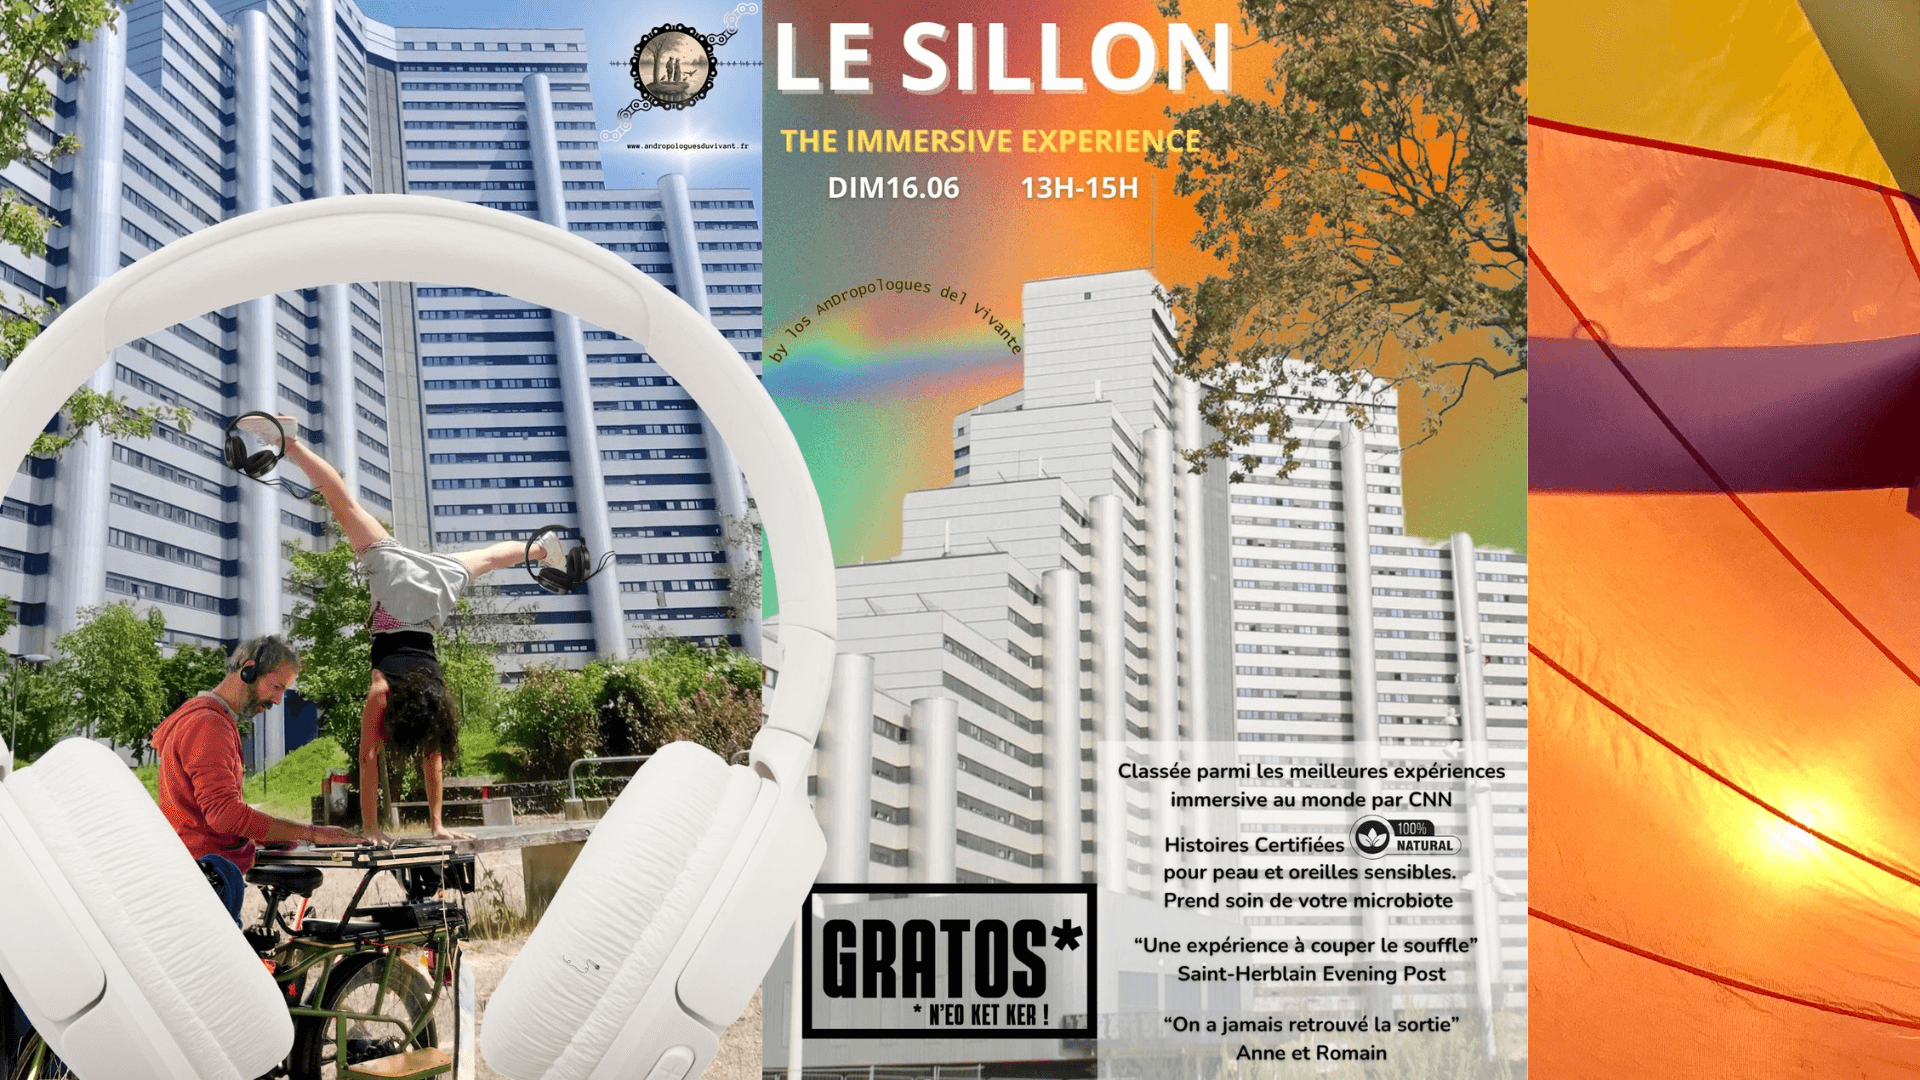 www.andropologuesduvivant.fr
LE SILLON
THE IMMERSIVE EXPERIENCE
DIM16.06 13H-15H
by los AnDropologues del vivante
Classée parmi les meilleures expériences
immersive au monde par CNN
Histoires Certifiées
100%
NATURAL
pour peau et oreilles sensibles.
Prend soin de votre microbiote
“Une expérience à couper le souffle”
Saint-Herblain Evening Post
“On a jamais retrouvé la sortie”
Anne et Romain
GRATOS*
* N'EO KET KER !